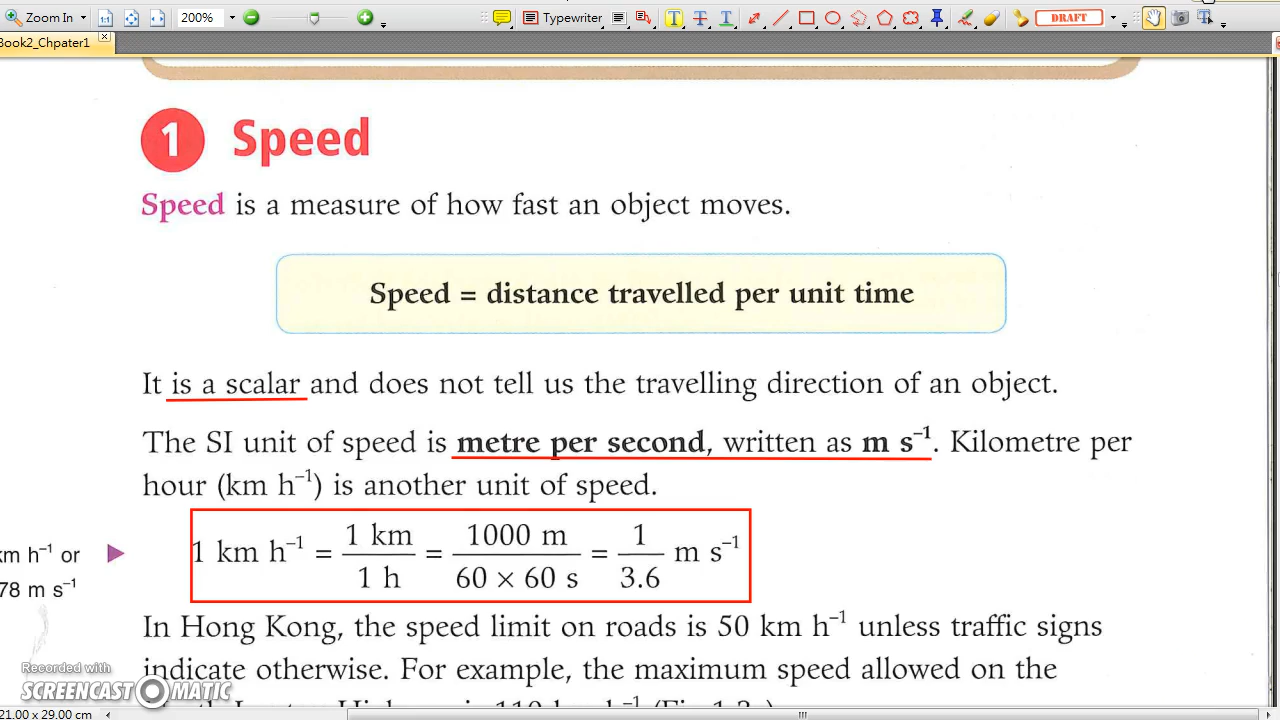 Zoom In
200%
Typewriter
DRAFT
Book2_Chpater1
1 Speed
Speed is a measure of how fast an object moves.
Speed = distance travelled per unit time
It is a scalar and does not tell us the travelling direction of an object.
The SI unit of speed is metre per second, written as m s⁻¹. Kilometre per
hour (km h⁻¹) is another unit of speed.
1 km h⁻¹ = 1 km / 1 h = 1000 m / 60 × 60 s = 1 / 3.6 m s⁻¹
km h⁻¹ or
78 m s⁻¹
In Hong Kong, the speed limit on roads is 50 km h⁻¹ unless traffic signs
indicate otherwise. For example, the maximum speed allowed on the
Recorded with
SCREENCAST MATIC
21.00 x 29.00 cm